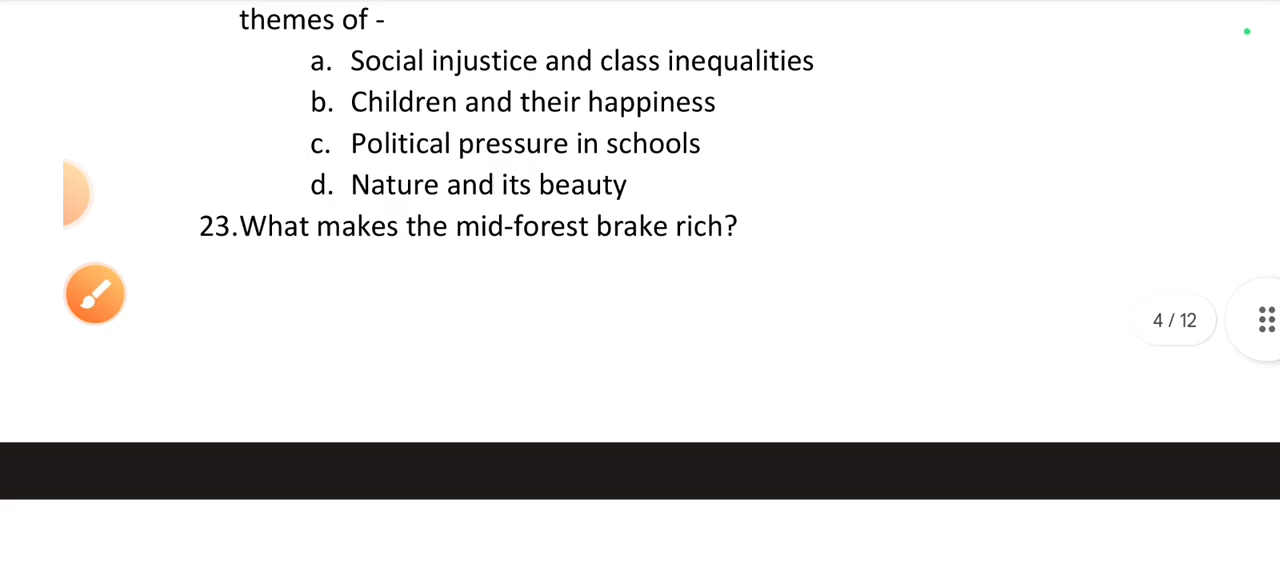 themes of -
a. Social injustice and class inequalities
b. Children and their happiness
c. Political pressure in schools
d. Nature and its beauty
23.What makes the mid-forest brake rich?
4 / 12